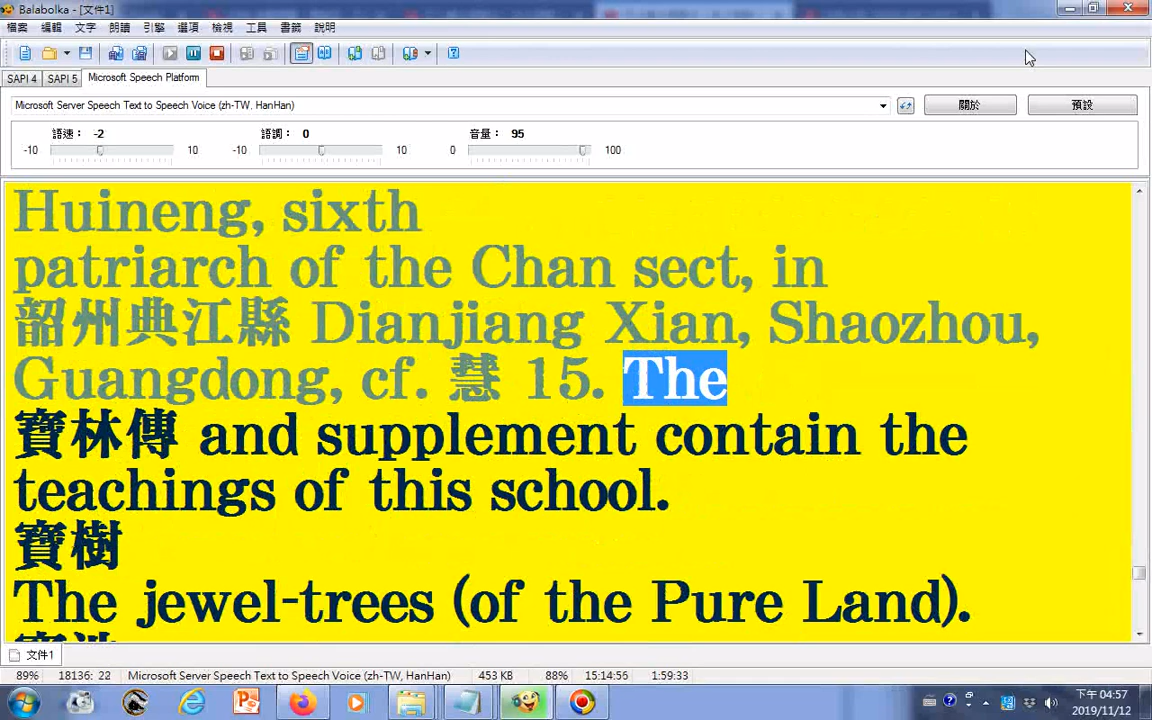 Balabolka - [文件1]
檔案 編輯 文字 朗讀 引擎 選項 檢視 工具 書籤 說明
SAPI 4 SAPI 5 Microsoft Speech Platform
Microsoft Server Speech Text to Speech Voice (zh-TW, HanHan) 關於 預設
語速: -2 語調: 0 音量: 95
-10 10 -10 10 0 100
Huineng, sixth
patriarch of the Chan sect, in
韶州典江縣 Dianjiang Xian, Shaozhou,
Guangdong, cf. 慧 15. The
寶林傳 and supplement contain the
teachings of this school.
寶樹
The jewel-trees (of the Pure Land).
文件1
89% 18136: 22 Microsoft Server Speech Text to Speech Voice (zh-TW, HanHan) 453 KB 88% 15:14:56 1:59:33
下午 04:57
2019/11/12